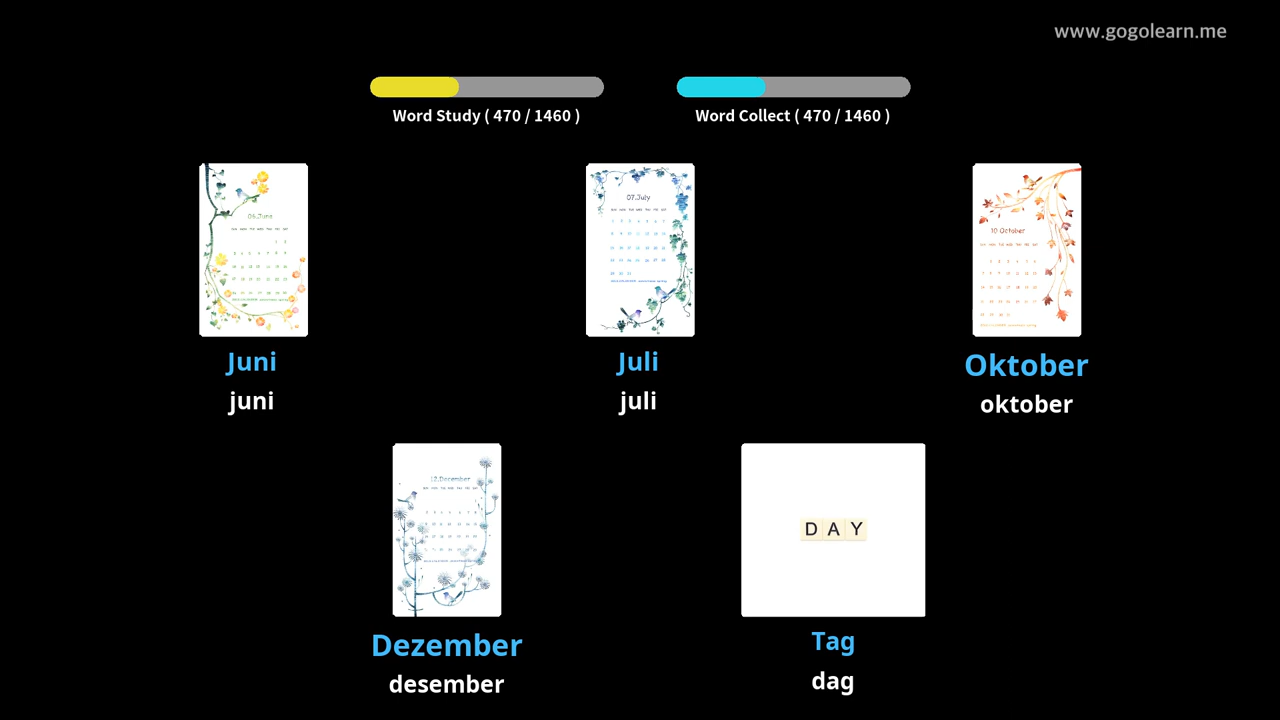 www.gogolearn.me
Word Study ( 470 / 1460 )
Word Collect ( 470 / 1460 )
06.June
07.July
10.October
Juni
juni
Juli
juli
Oktober
oktober
12.December
DAY
Dezember
desember
Tag
dag